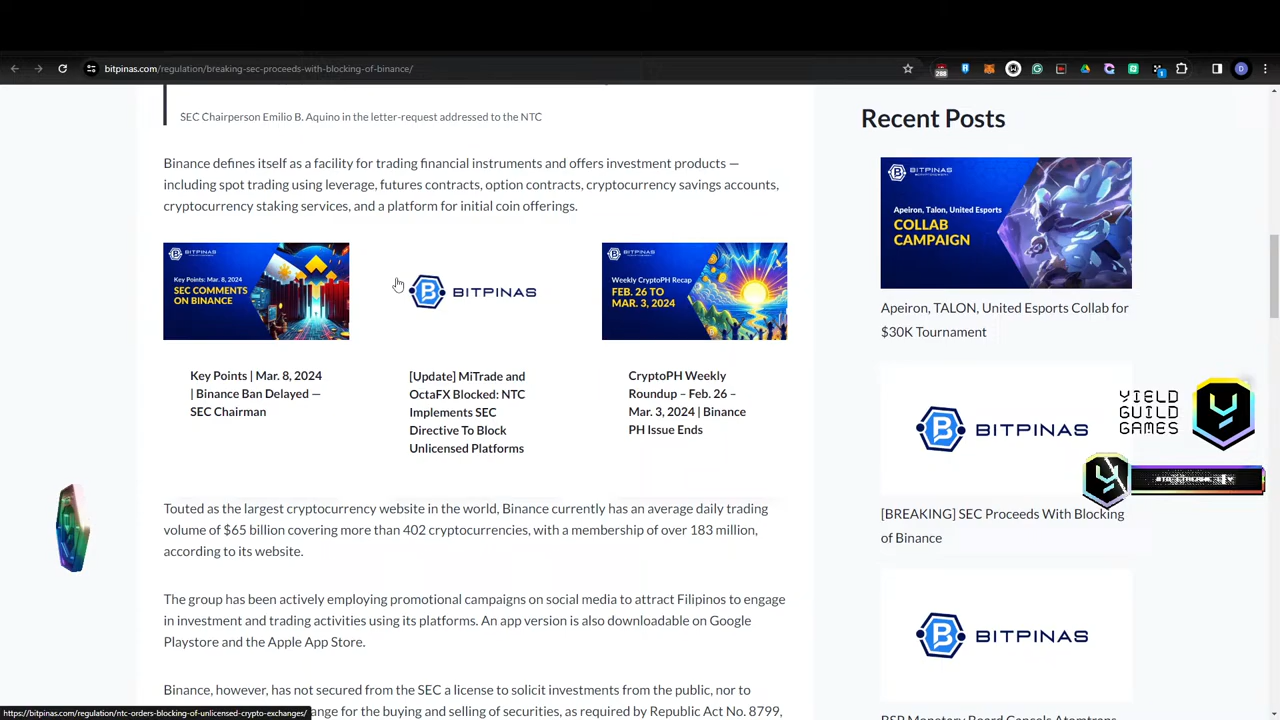 bitpinas.com/regulation/breaking-sec-proceeds-with-blocking-of-binance/
288
1
D
SEC Chairperson Emilio B. Aquino in the letter-request addressed to the NTC
Binance defines itself as a facility for trading financial instruments and offers investment products —
including spot trading using leverage, futures contracts, option contracts, cryptocurrency savings accounts,
cryptocurrency staking services, and a platform for initial coin offerings.
BITPINAS
Key Points: Mar. 8, 2024
SEC COMMENTS
ON BINANCE
BITPINAS
BITPINAS
Weekly CryptoPH Recap
FEB. 26 TO
MAR. 3, 2024
Key Points | Mar. 8, 2024
| Binance Ban Delayed —
SEC Chairman
[Update] MiTrade and
OctaFX Blocked: NTC
Implements SEC
Directive To Block
Unlicensed Platforms
CryptoPH Weekly
Roundup – Feb. 26 –
Mar. 3, 2024 | Binance
PH Issue Ends
Touted as the largest cryptocurrency website in the world, Binance currently has an average daily trading
volume of $65 billion covering more than 402 cryptocurrencies, with a membership of over 183 million,
according to its website.
The group has been actively employing promotional campaigns on social media to attract Filipinos to engage
in investment and trading activities using its platforms. An app version is also downloadable on Google
Playstore and the Apple App Store.
Binance, however, has not secured from the SEC a license to solicit investments from the public, nor to
nge for the buying and selling of securities, as required by Republic Act No. 8799,
https://bitpinas.com/regulation/ntc-orders-blocking-of-unlicensed-crypto-exchanges/
Recent Posts
BITPINAS
Apeiron, Talon, United Esports
COLLAB
CAMPAIGN
Apeiron, TALON, United Esports Collab for
$30K Tournament
BITPINAS
YIELD
GUILD
GAMES
[BREAKING] SEC Proceeds With Blocking
of Binance
BITPINAS
BSP Monetary Board Cancels Atomtrans